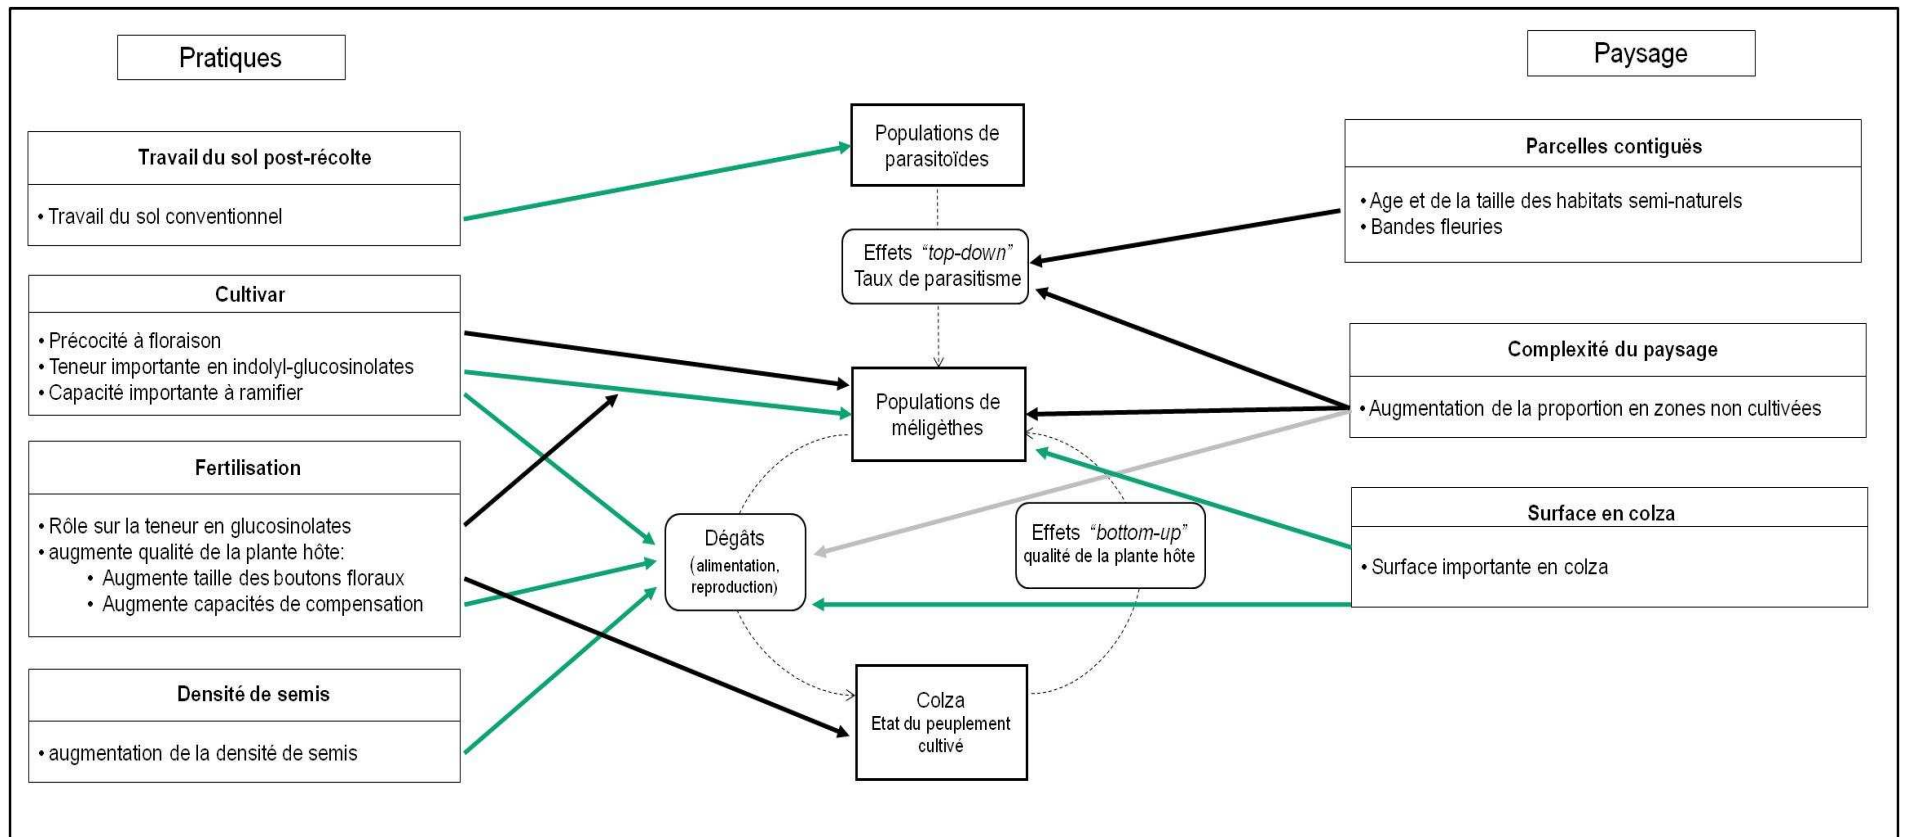 Pratiques
Travail du sol post-récolte
• Travail du sol conventionnel
Cultivar
• Précocité à floraison
• Teneur importante en indolyl-glucosinolates
• Capacité importante à ramifier
Fertilisation
• Rôle sur la teneur en glucosinolates
• augmente qualité de la plante hôte:
• Augmente taille des boutons floraux
• Augmente capacités de compensation
Densité de semis
• augmentation de la densité de semis
Populations de
parasitoïdes
Effets "top-down"
Taux de parasitisme
Populations de
méligèthes
Dégâts
(alimentation,
reproduction)
Effets "bottom-up"
qualité de la plante hôte
Colza
Etat du peuplement
cultivé
Paysage
Parcelles contiguës
• Age et de la taille des habitats semi-naturels
• Bandes fleuries
Complexité du paysage
• Augmentation de la proportion en zones non cultivées
Surface en colza
• Surface importante en colza